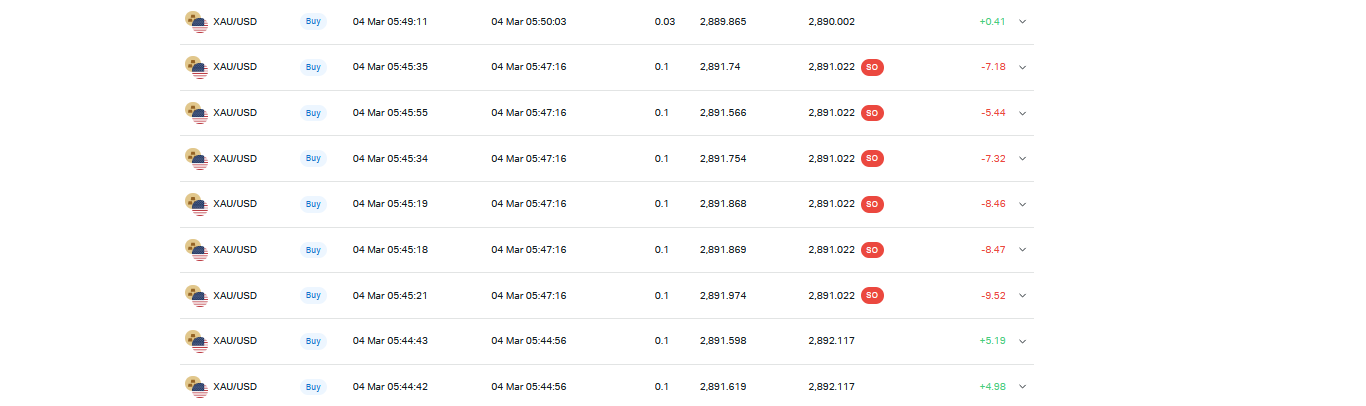 XAU/USD Buy 04 Mar 05:49:11 04 Mar 05:50:03 0.03 2,889.865 2,890.002 +0.41
XAU/USD Buy 04 Mar 05:45:35 04 Mar 05:47:16 0.1 2,891.74 2,891.022 SO -7.18
XAU/USD Buy 04 Mar 05:45:55 04 Mar 05:47:16 0.1 2,891.566 2,891.022 SO -5.44
XAU/USD Buy 04 Mar 05:45:34 04 Mar 05:47:16 0.1 2,891.754 2,891.022 SO -7.32
XAU/USD Buy 04 Mar 05:45:19 04 Mar 05:47:16 0.1 2,891.868 2,891.022 SO -8.46
XAU/USD Buy 04 Mar 05:45:18 04 Mar 05:47:16 0.1 2,891.869 2,891.022 SO -8.47
XAU/USD Buy 04 Mar 05:45:21 04 Mar 05:47:16 0.1 2,891.974 2,891.022 SO -9.52
XAU/USD Buy 04 Mar 05:44:43 04 Mar 05:44:56 0.1 2,891.598 2,892.117 +5.19
XAU/USD Buy 04 Mar 05:44:42 04 Mar 05:44:56 0.1 2,891.619 2,892.117 +4.98